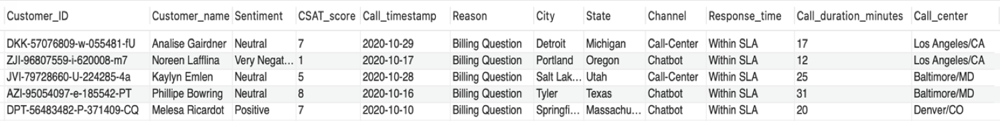 Customer_ID Customer_name Sentiment CSAT_score Call_timestamp Reason City State Channel Response_time Call_duration_minutes Call_center
DKK-57076809-w-055481-fU Analise Gairdner Neutral 7 2020-10-29 Billing Question Detroit Michigan Call-Center Within SLA 17 Los Angeles/CA
ZJI-96807559-i-620008-m7 Noreen Lafflina Very Negat... 1 2020-10-17 Billing Question Portland Oregon Chatbot Within SLA 12 Los Angeles/CA
JVI-79728660-U-224285-4a Kaylyn Emlen Neutral 5 2020-10-28 Billing Question Salt Lak... Utah Call-Center Within SLA 25 Baltimore/MD
AZI-95054097-e-185542-PT Phillipe Bowring Neutral 8 2020-10-16 Billing Question Tyler Texas Chatbot Within SLA 31 Baltimore/MD
DPT-56483482-P-371409-CQ Melesa Ricardot Positive 7 2020-10-10 Billing Question Springfi... Massachu... Chatbot Within SLA 20 Denver/CO